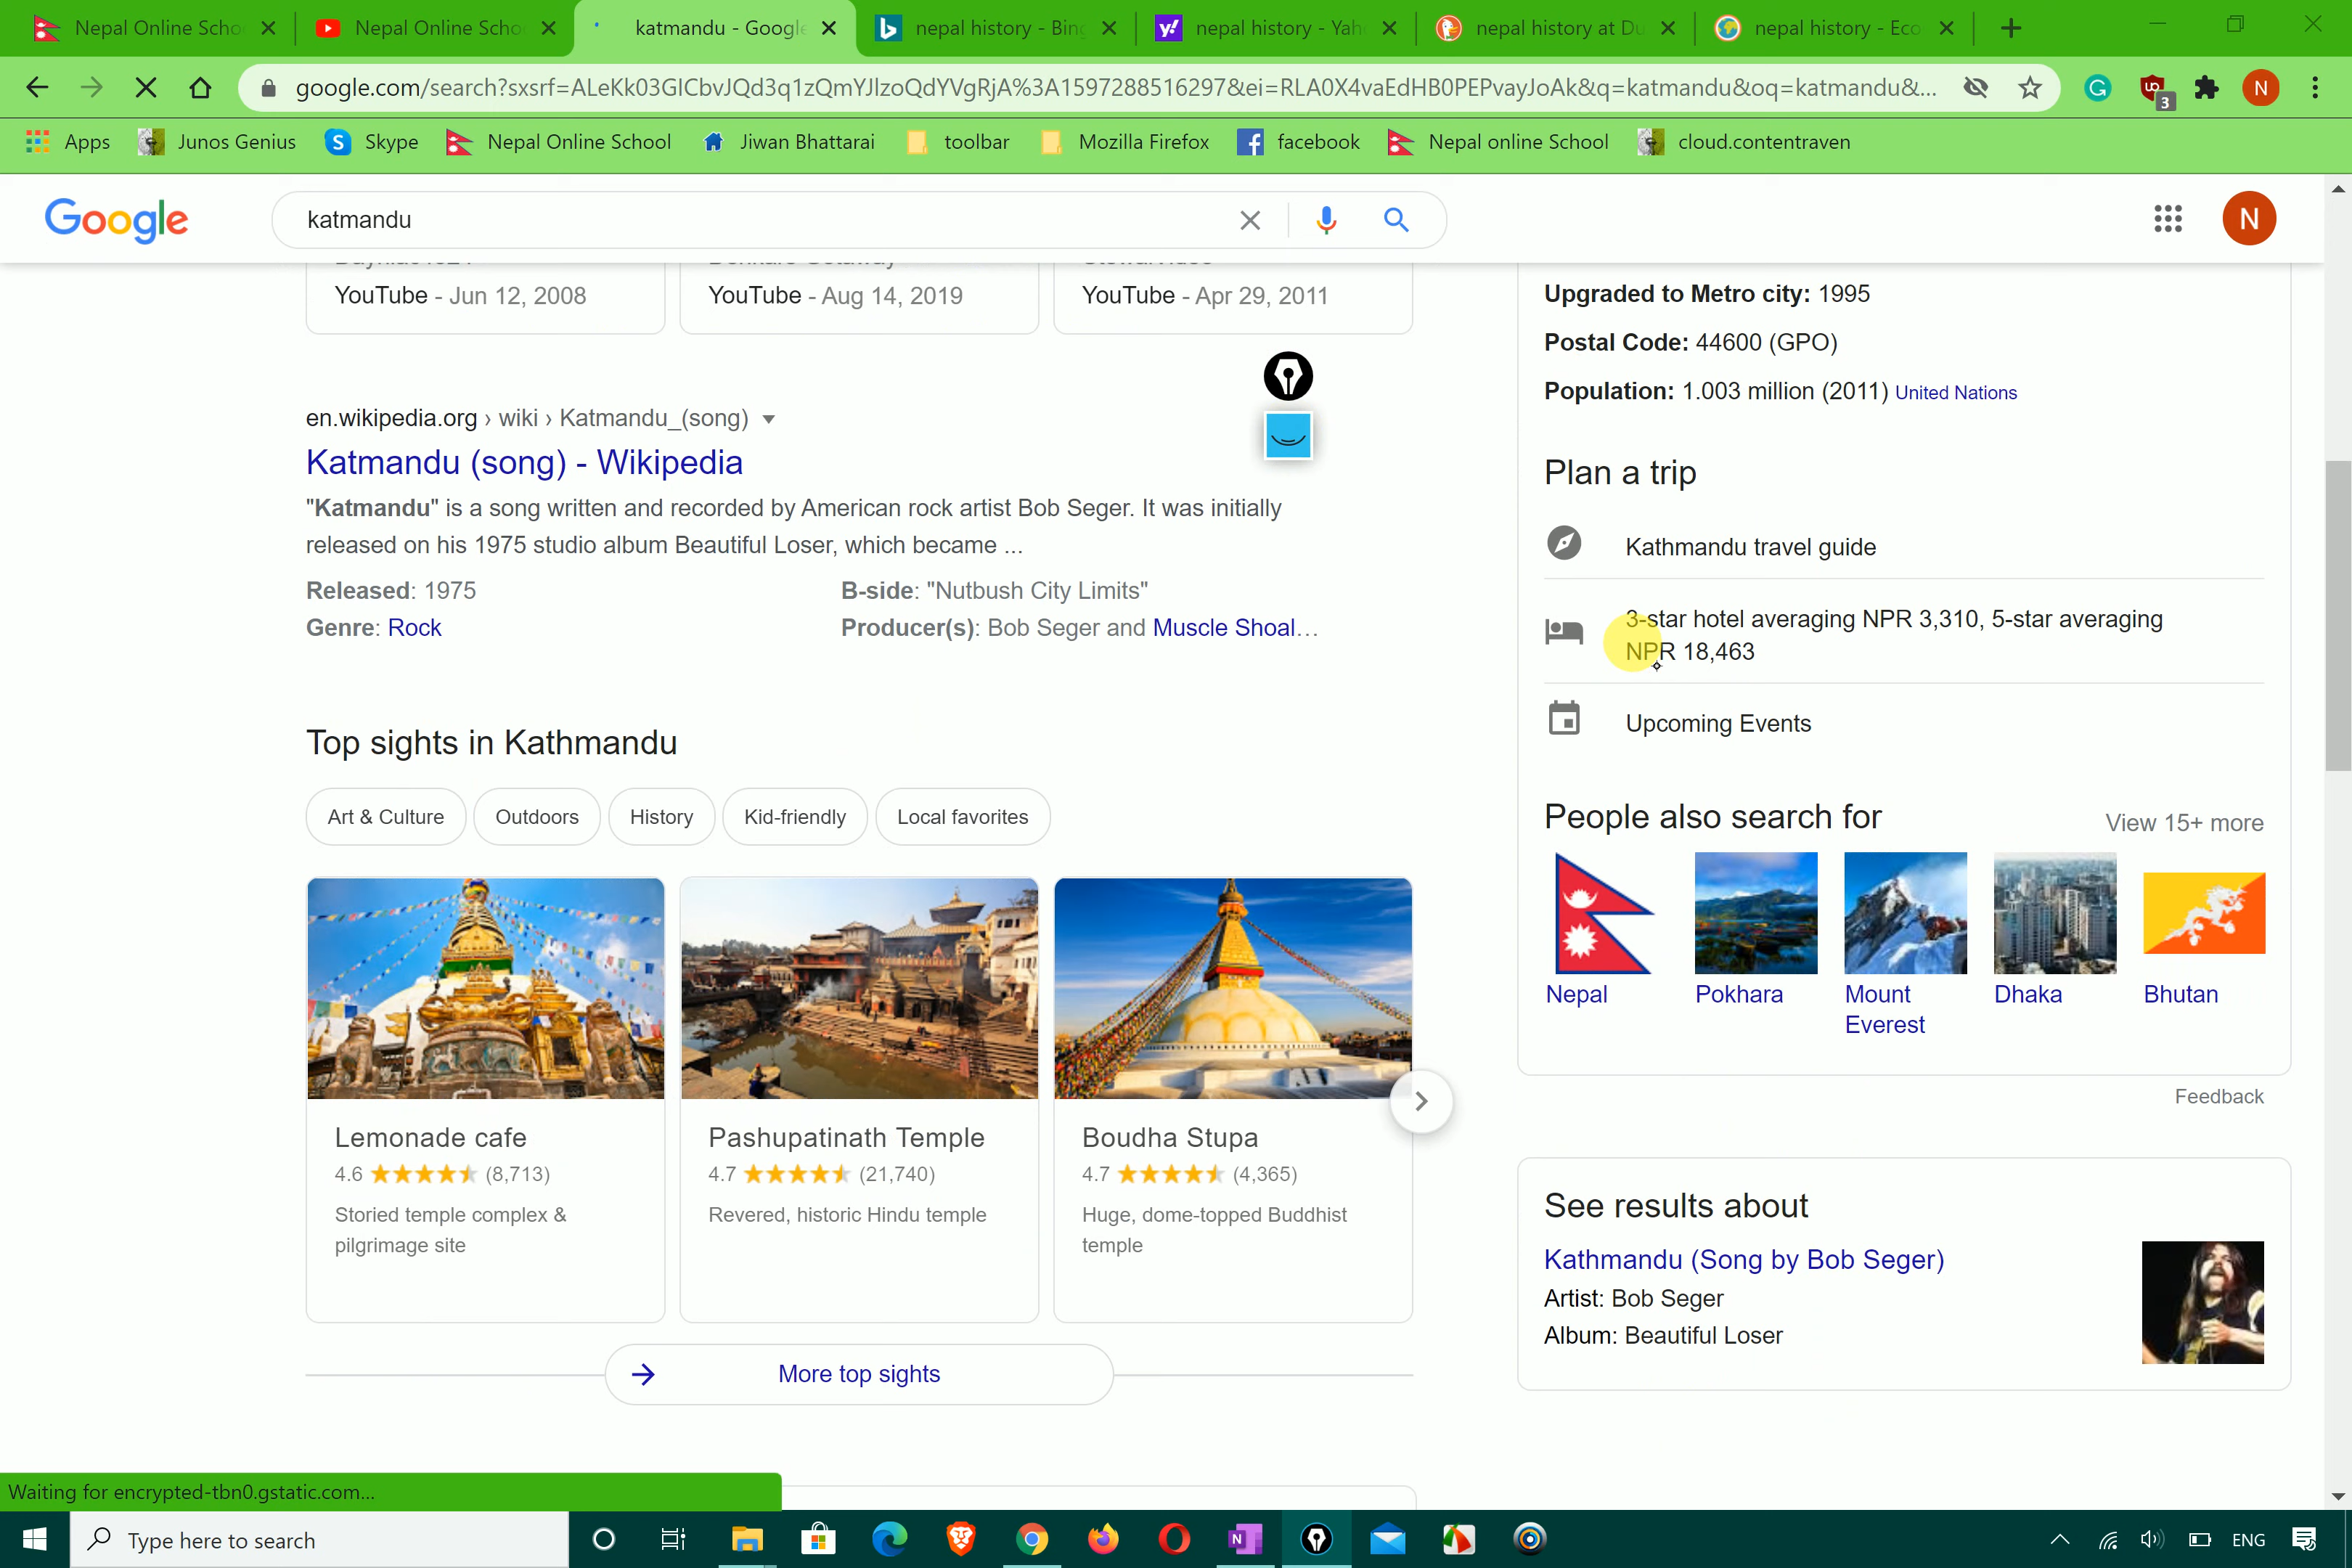 Nepal Online Scho
Nepal Online Scho
katmandu - Google
nepal history - Bing
nepal history - Yah
nepal history at Du
nepal history - Eco
google.com/search?sxsrf=ALeKk03GICbvJQd3q1zQmYJlzoQdYVgRjA%3A1597288516297&ei=RLA0X4vaEdHB0PEPvayJoAk&q=katmandu&oq=katmandu&...
3
N
Apps
Junos Genius
Skype
Nepal Online School
Jiwan Bhattarai
toolbar
Mozilla Firefox
facebook
Nepal online School
cloud.contentraven
Google
katmandu
N
YouTube - Jun 12, 2008
YouTube - Aug 14, 2019
YouTube - Apr 29, 2011
en.wikipedia.org › wiki › Katmandu_(song)
Katmandu (song) - Wikipedia
"Katmandu" is a song written and recorded by American rock artist Bob Seger. It was initially
released on his 1975 studio album Beautiful Loser, which became ...
Released: 1975
B-side: "Nutbush City Limits"
Genre: Rock
Producer(s): Bob Seger and Muscle Shoal...
Top sights in Kathmandu
Art & Culture
Outdoors
History
Kid-friendly
Local favorites
Lemonade cafe
4.6 (8,713)
Storied temple complex &
pilgrimage site
Pashupatinath Temple
4.7 (21,740)
Revered, historic Hindu temple
Boudha Stupa
4.7 (4,365)
Huge, dome-topped Buddhist
temple
More top sights
Upgraded to Metro city: 1995
Postal Code: 44600 (GPO)
Population: 1.003 million (2011) United Nations
Plan a trip
Kathmandu travel guide
3-star hotel averaging NPR 3,310, 5-star averaging
NPR 18,463
Upcoming Events
People also search for
View 15+ more
Nepal
Pokhara
Mount
Everest
Dhaka
Bhutan
Feedback
See results about
Kathmandu (Song by Bob Seger)
Artist: Bob Seger
Album: Beautiful Loser
Waiting for encrypted-tbn0.gstatic.com...
Type here to search
ENG